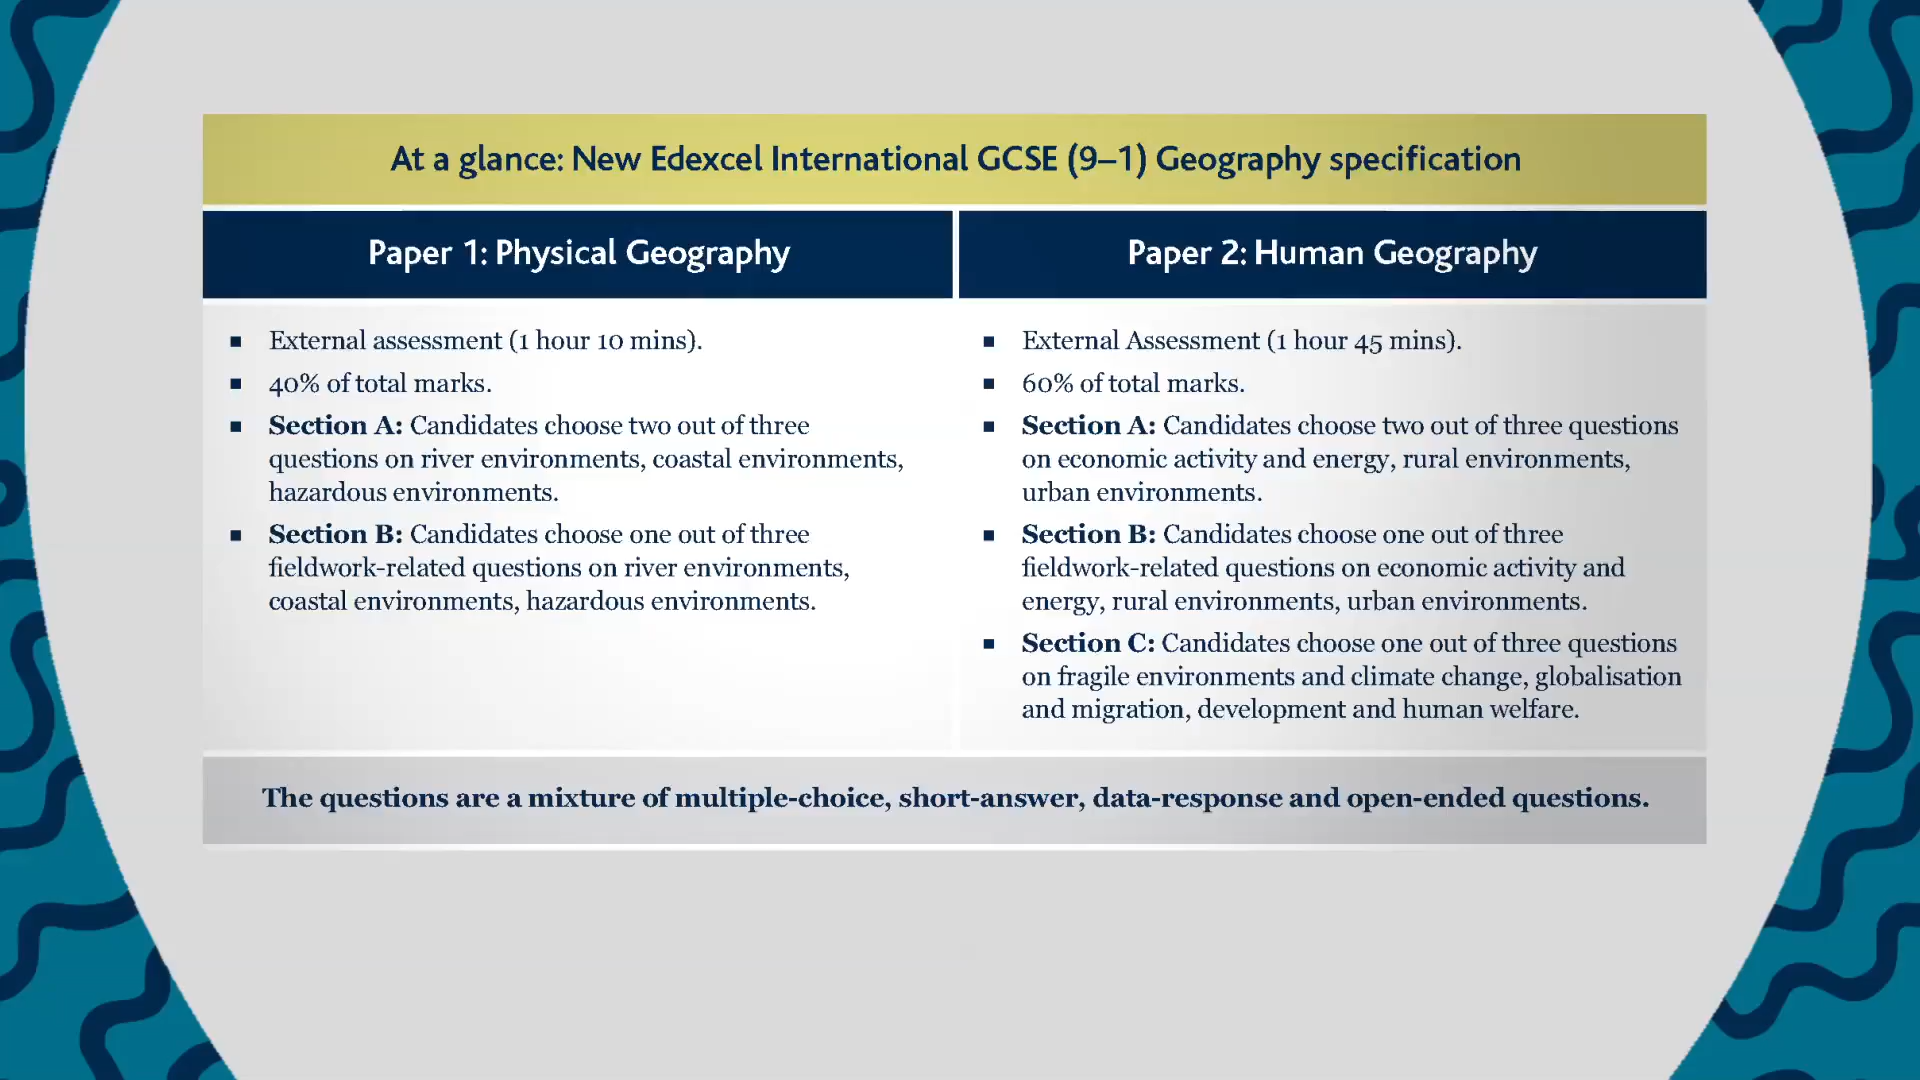 At a glance: New Edexcel International GCSE (9–1) Geography specification
Paper 1: Physical Geography
▪ External assessment (1 hour 10 mins).
▪ 40% of total marks.
▪ Section A: Candidates choose two out of three
questions on river environments, coastal environments,
hazardous environments.
▪ Section B: Candidates choose one out of three
fieldwork-related questions on river environments,
coastal environments, hazardous environments.
Paper 2: Human Geography
▪ External Assessment (1 hour 45 mins).
▪ 60% of total marks.
▪ Section A: Candidates choose two out of three questions
on economic activity and energy, rural environments,
urban environments.
▪ Section B: Candidates choose one out of three
fieldwork-related questions on economic activity and
energy, rural environments, urban environments.
▪ Section C: Candidates choose one out of three questions
on fragile environments and climate change, globalisation
and migration, development and human welfare.
The questions are a mixture of multiple-choice, short-answer, data-response and open-ended questions.